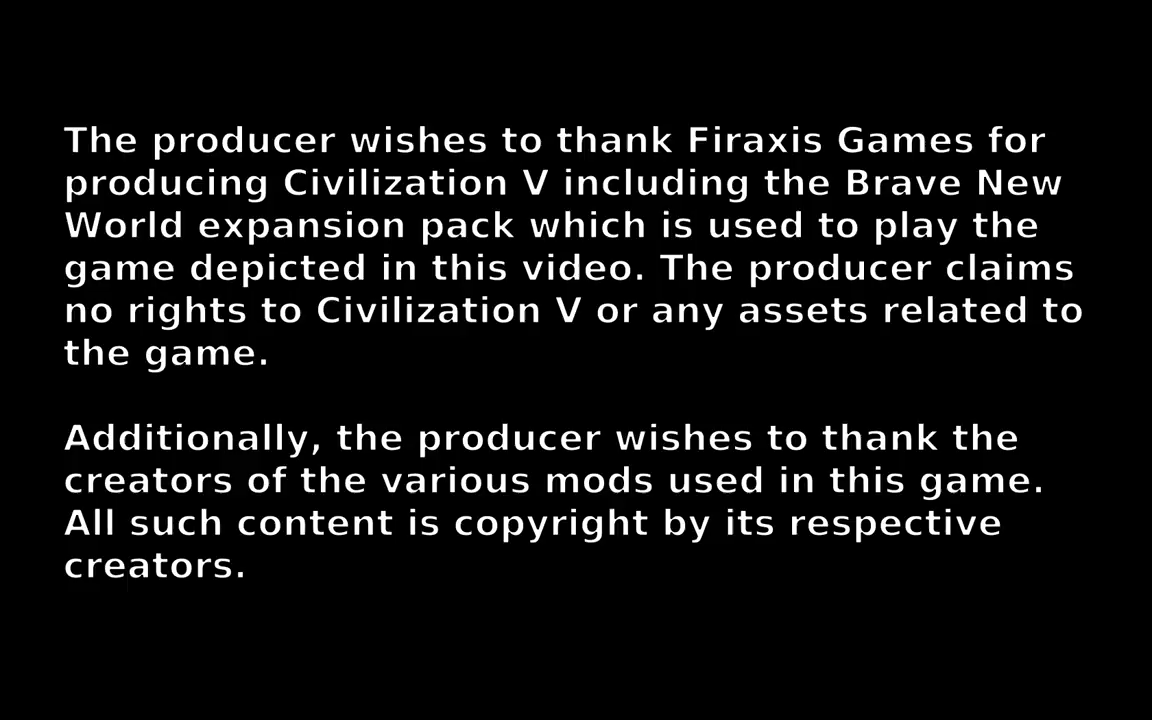 The producer wishes to thank Firaxis Games for
producing Civilization V including the Brave New
World expansion pack which is used to play the
game depicted in this video. The producer claims
no rights to Civilization V or any assets related to
the game.
Additionally, the producer wishes to thank the
creators of the various mods used in this game.
All such content is copyright by its respective
creators.